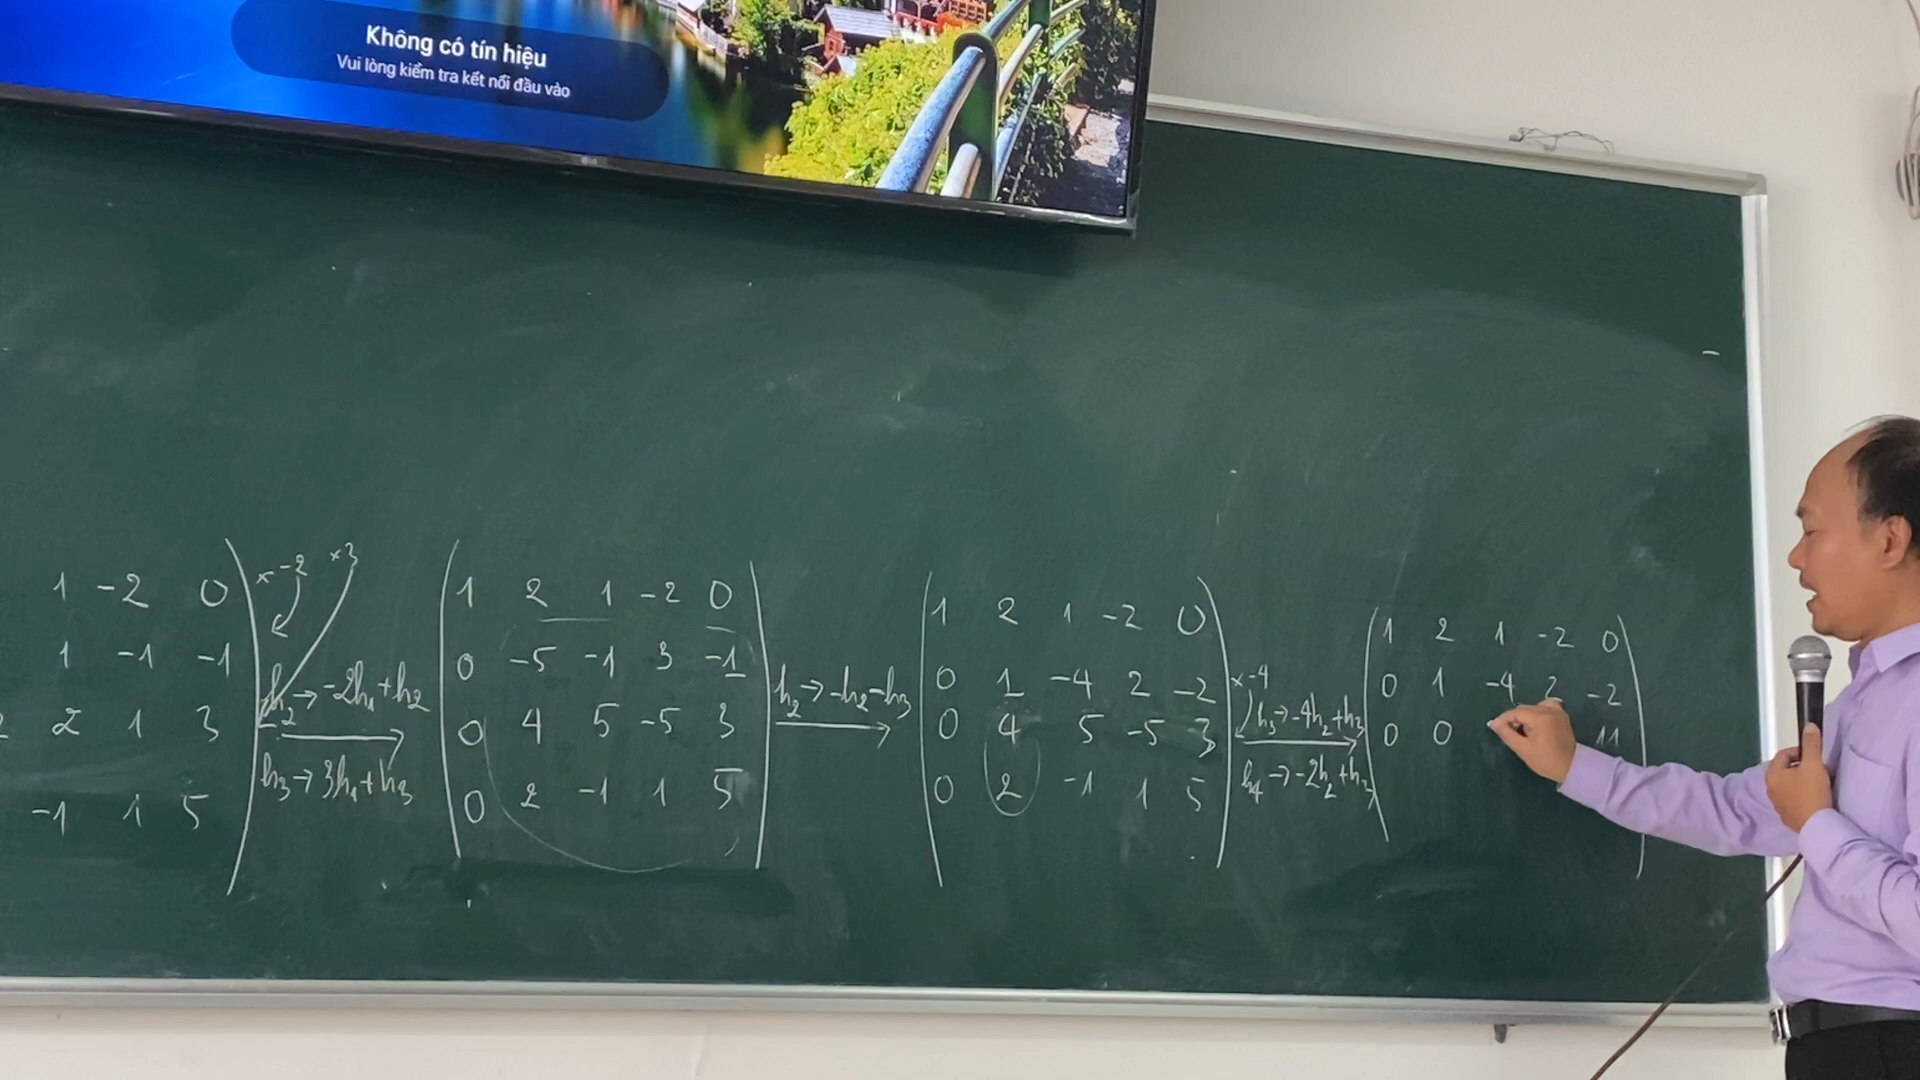 Không có tín hiệu
Vui lòng kiểm tra kết nối đầu vào
LG
1 -2 0
1 -1 -1
2 2 1 3
-1 1 5
x-2 x3
h₂→-2h₁+h₂
h₃→3h₁+h₃
1 2 1 -2 0
0 -5 -1 3 -1
0 4 5 -5 3
0 2 -1 1 5
h₂→-h₂-h₃
1 2 1 -2 0
0 1 -4 2 -2
0 4 5 -5 3
0 2 -1 1 5
x-4
h₃→-4h₂+h₃
h₄→-2h₂+h
1 2 1 -2 0
0 1 -4 2 -2
0 0 11